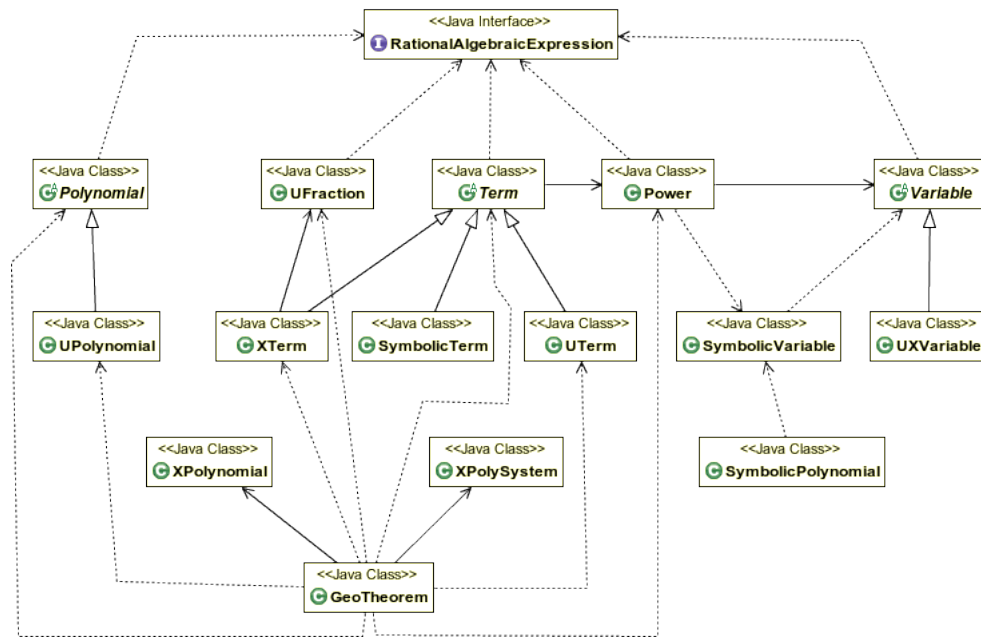 <<Java Interface>>
RationalAlgebraicExpression
<<Java Class>>
Polynomial
<<Java Class>>
UFraction
<<Java Class>>
Term
<<Java Class>>
Power
<<Java Class>>
Variable
<<Java Class>>
UPolynomial
<<Java Class>>
XTerm
<<Java Class>>
SymbolicTerm
<<Java Class>>
UTerm
<<Java Class>>
SymbolicVariable
<<Java Class>>
UXVariable
<<Java Class>>
XPolynomial
<<Java Class>>
XPolySystem
<<Java Class>>
SymbolicPolynomial
<<Java Class>>
GeoTheorem